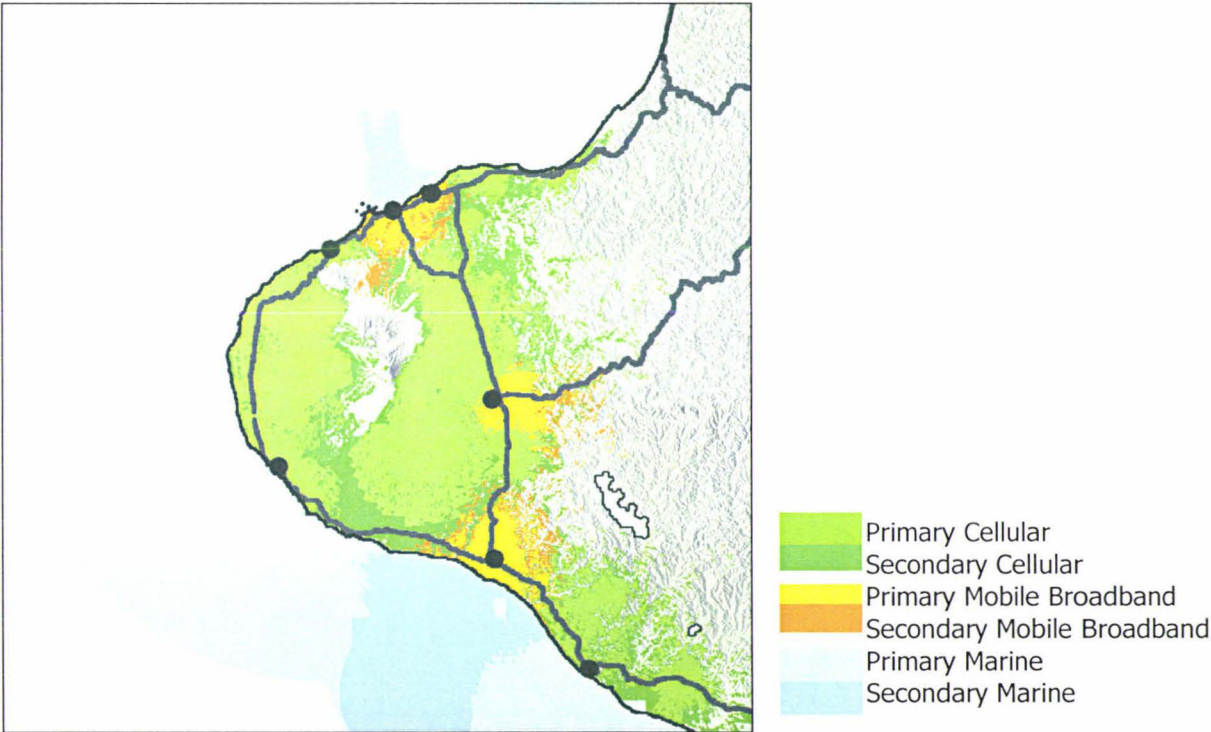 Primary Cellular
Secondary Cellular
Primary Mobile Broadband
Secondary Mobile Broadband
Primary Marine
Secondary Marine